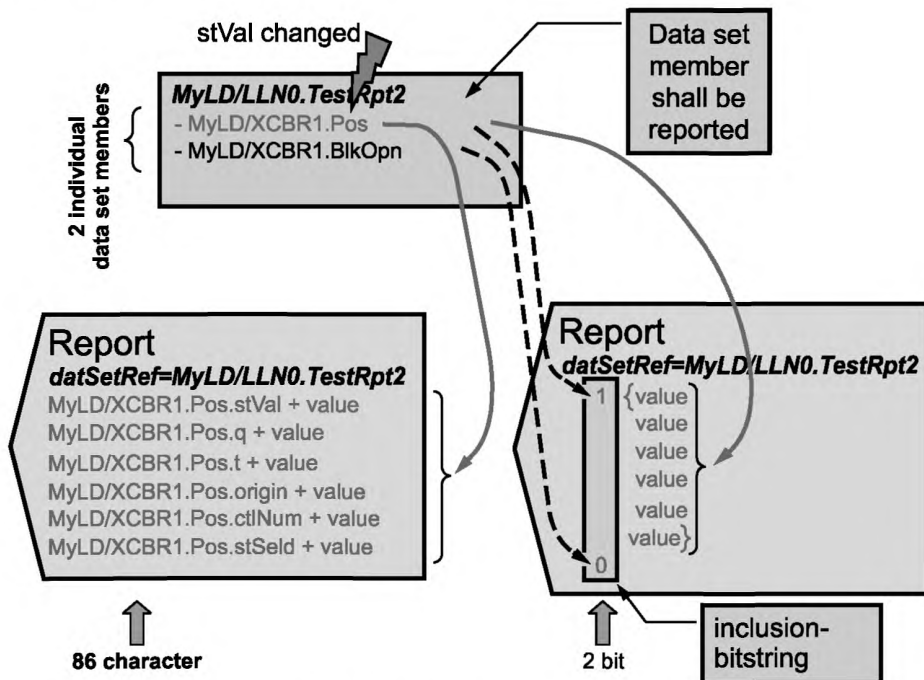 stVal changed
Data set
member
shall be
reported
2 individual
data set members
MyLD/LLN0.TestRpt2
- MyLD/XCBR1.Pos
- MyLD/XCBR1.BlkOpn
Report
datSetRef=MyLD/LLN0.TestRpt2
MyLD/XCBR1.Pos.stVal + value
MyLD/XCBR1.Pos.q + value
MyLD/XCBR1.Pos.t + value
MyLD/XCBR1.Pos.origin + value
MyLD/XCBR1.Pos.ctlNum + value
MyLD/XCBR1.Pos.stSeld + value
86 character
Report
datSetRef=MyLD/LLN0.TestRpt2
1 {value
value
value
value
value
value}
0
2 bit
inclusion-
bitstring